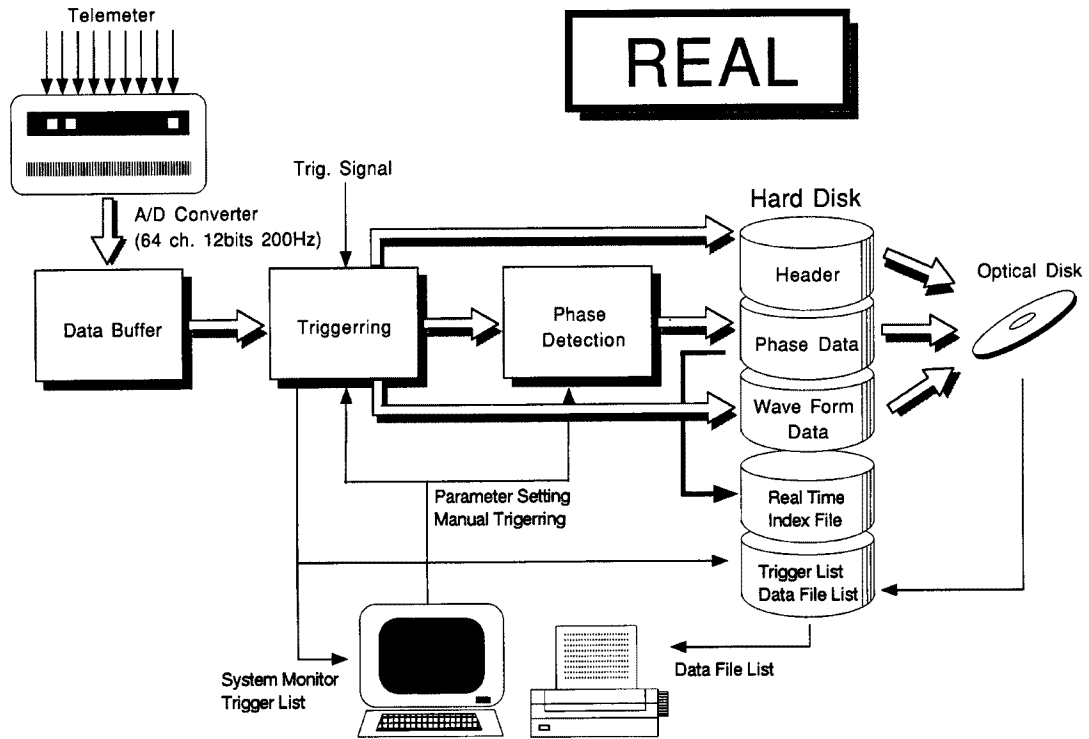 Telemeter
REAL
Trig. Signal
A/D Converter
(64 ch. 12bits 200Hz)
Hard Disk
Header
Optical Disk
Data Buffer
Triggerring
Phase
Detection
Phase Data
Wave Form
Data
Parameter Setting
Manual Trigerring
Real Time
Index File
Trigger List
Data File List
System Monitor
Trigger List
Data File List